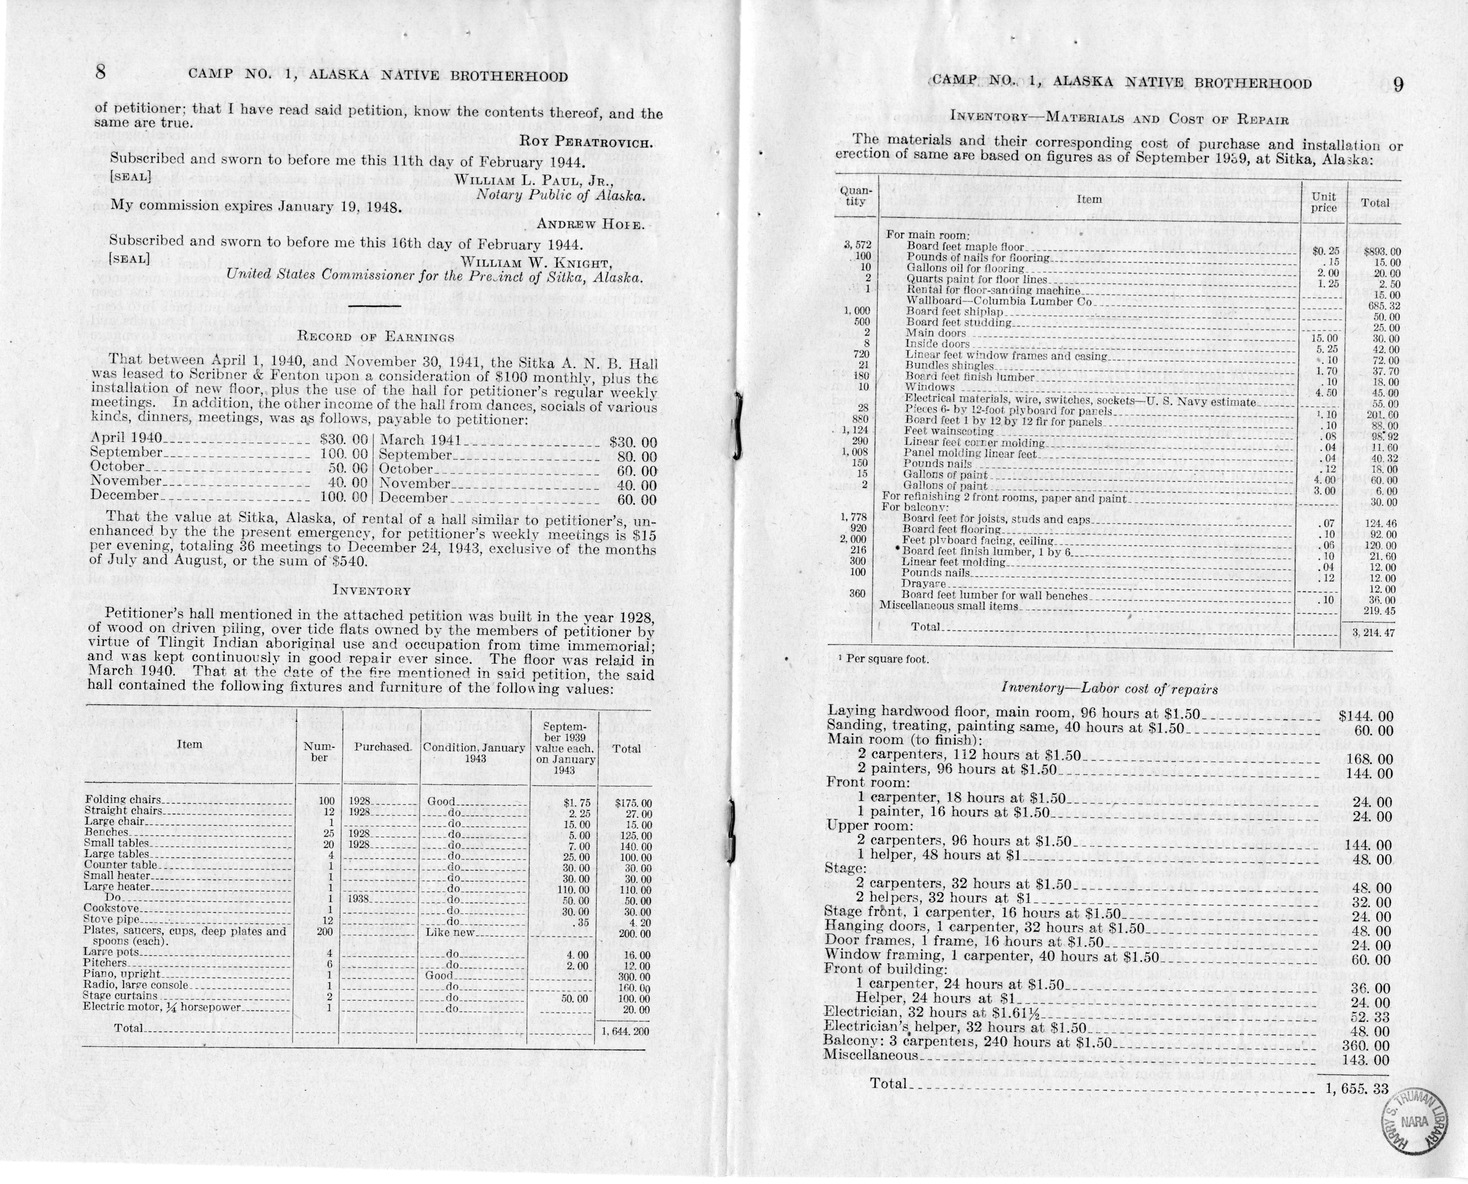 8 CAMP NO. 1, ALASKA NATIVE BROTHERHOOD
of petitioner; that I have read said petition, know the contents thereof, and the
same are true.
ROY PERATROVICH.
Subscribed and sworn to before me this 11th day of February 1944.
[SEAL] WILLIAM L. PAUL, JR.,
Notary Public of Alaska.
My commission expires January 19, 1948.
ANDREW HOPE.
Subscribed and sworn to before me this 16th day of February 1944.
[SEAL] WILLIAM W. KNIGHT,
United States Commissioner for the Precinct of Sitka, Alaska.
RECORD OF EARNINGS
That between April 1, 1940, and November 30, 1941, the Sitka A. N. B. Hall
was leased to Scribner & Fenton upon a consideration of $100 monthly, plus the
installation of new floor, plus the use of the hall for petitioner's regular weekly
meetings. In addition, the other income of the hall from dances, socials of various
kinds, dinners, meetings, was as follows, payable to petitioner:
April 1940 $30. 00 March 1941 $30. 00
September 100. 00 September 80. 00
October 50. 00 October 60. 00
November 40. 00 November 40. 00
December 100. 00 December 60. 00
That the value at Sitka, Alaska, of rental of a hall similar to petitioner's, un-
enhanced by the the present emergency, for petitioner's weekly meetings is $15
per evening, totaling 36 meetings to December 24, 1943, exclusive of the months
of July and August, or the sum of $540.
INVENTORY
Petitioner's hall mentioned in the attached petition was built in the year 1928,
of wood on driven piling, over tide flats owned by the members of petitioner by
virtue of Tlingit Indian aboriginal use and occupation from time immemorial;
and was kept continuously in good repair ever since. The floor was relaid in
March 1940. That at the date of the fire mentioned in said petition, the said
hall contained the following fixtures and furniture of the following values:
Item Num-ber Purchased Condition, January 1943 Septem-ber 1939 value each, on January 1943 Total
Folding chairs 100 1928 Good $1. 75 $175. 00
Straight chairs 12 1928 do 2. 25 27. 00
Large chair 1 do 15. 00 15. 00
Benches 25 1928 do 5. 00 125. 00
Small tables 20 1928 do 7. 00 140. 00
Large tables 4 do 25. 00 100. 00
Counter table 1 do 30. 00 30. 00
Small heater 1 do 30. 00 30. 00
Large heater 1 do 110. 00 110. 00
Do 1 1938 do 50. 00 50. 00
Cookstove 1 do 30. 00 30. 00
Stove pipe 12 do . 35 4. 20
Plates, saucers, cups, deep plates and 200 Like new 200. 00
spoons (each).
Large pots 4 do 4. 00 16. 00
Pitchers 6 do 2. 00 12. 00
Piano, upright 1 Good 300. 00
Radio, large console 1 do 160. 00
Stage curtains 2 do 50. 00 100. 00
Electric motor, ¼ horsepower 1 do 20. 00
Total 1, 644. 200
CAMP NO. 1, ALASKA NATIVE BROTHERHOOD 9
INVENTORY—MATERIALS AND COST OF REPAIR
The materials and their corresponding cost of purchase and installation or
erection of same are based on figures as of September 1939, at Sitka, Alaska:
Quan-tity Item Unit price Total
For main room:
3, 572 Board feet maple floor $0. 25 $893. 00
100 Pounds of nails for flooring . 15 15. 00
10 Gallons oil for flooring 2. 00 20. 00
2 Quarts paint for floor lines 1. 25 2. 50
1 Rental for floor-sanding machine 15. 00
Wallboard—Columbia Lumber Co 685. 32
1, 000 Board feet shiplap 50. 00
500 Board feet studding 25. 00
2 Main doors 15. 00 30. 00
8 Inside doors 5. 25 42. 00
720 Linear feet window frames and casing . 10 72. 00
21 Bundles shingles 1. 70 37. 70
180 Board feet finish lumber . 10 18. 00
10 Windows 4. 50 45. 00
Electrical materials, wire, switches, sockets—U. S. Navy estimate 55. 00
28 Pieces 6- by 12-foot plyboard for panels ¹. 10 201. 60
880 Board feet 1 by 12 by 12 fir for panels . 10 88. 00
1, 124 Feet wainscoting . 08 98. 92
290 Linear feet corner molding . 04 11. 60
1, 008 Panel molding linear feet . 04 40. 32
150 Pounds nails . 12 18. 00
15 Gallons of paint 4. 00 60. 00
2 Gallons of paint 3. 00 6. 00
For refinishing 2 front rooms, paper and paint 30. 00
For balcony:
1, 778 Board feet for joists, studs and caps . 07 124. 46
920 Board feet flooring . 10 92. 00
2, 000 Feet plyboard facing, ceiling . 06 120. 00
216 Board feet finish lumber, 1 by 6 . 10 21. 60
300 Linear feet molding . 04 12. 00
100 Pounds nails . 12 12. 00
Drayage 12. 00
360 Board feet lumber for wall benches . 10 36. 00
Miscellaneous small items 219. 45
Total 3, 214. 47
¹ Per square foot.
Inventory—Labor cost of repairs
Laying hardwood floor, main room, 96 hours at $1.50 $144. 00
Sanding, treating, painting same, 40 hours at $1.50 60. 00
Main room (to finish):
2 carpenters, 112 hours at $1.50 168. 00
2 painters, 96 hours at $1.50 144. 00
Front room:
1 carpenter, 18 hours at $1.50 24. 00
1 painter, 16 hours at $1.50 24. 00
Upper room:
2 carpenters, 96 hours at $1.50 144. 00
1 helper, 48 hours at $1 48. 00
Stage:
2 carpenters, 32 hours at $1.50 48. 00
2 helpers, 32 hours at $1 32. 00
Stage front, 1 carpenter, 16 hours at $1.50 24. 00
Hanging doors, 1 carpenter, 32 hours at $1.50 48. 00
Door frames, 1 frame, 16 hours at $1.50 24. 00
Window framing, 1 carpenter, 40 hours at $1.50 60. 00
Front of building:
1 carpenter, 24 hours at $1.50 36. 00
Helper, 24 hours at $1 24. 00
Electrician, 32 hours at $1.61½ 52. 33
Electrician's helper, 32 hours at $1.50 48. 00
Balcony: 3 carpenters, 240 hours at $1.50 360. 00
Miscellaneous 143. 00
Total 1, 655. 33
HARRY S. TRUMAN LIBRARY
NARA